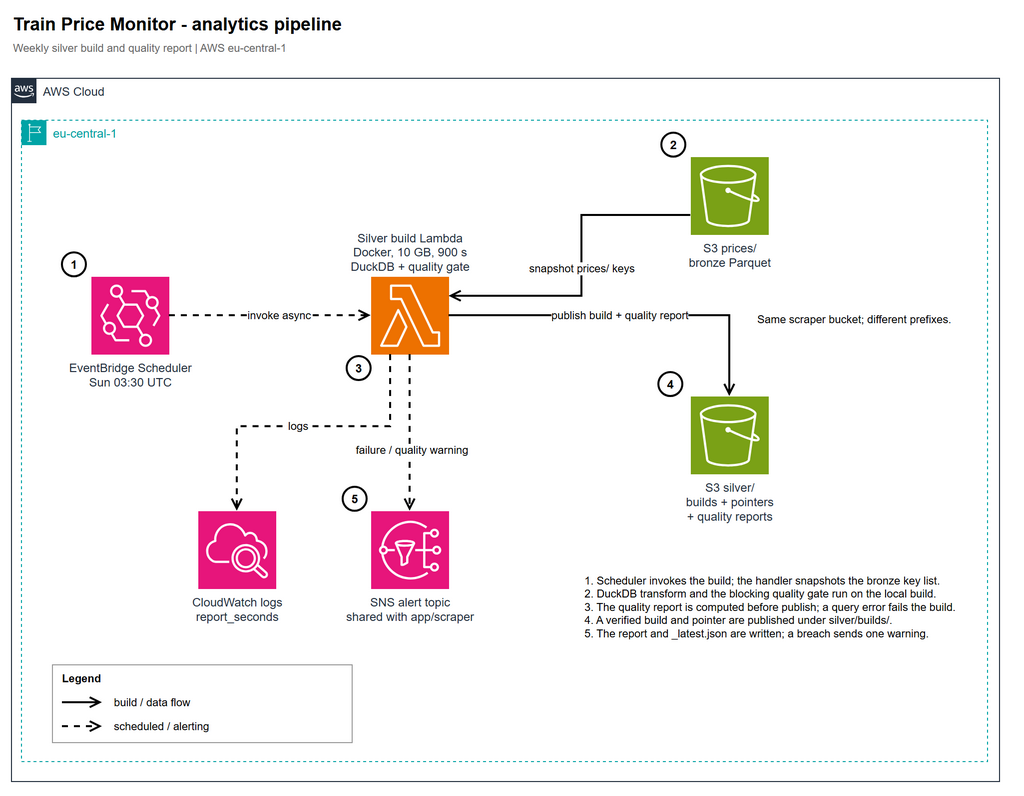 Train Price Monitor - analytics pipeline
Weekly silver build and quality report | AWS eu-central-1
aws
AWS Cloud
eu-central-1
2
S3 prices/
bronze Parquet
Silver build Lambda
Docker, 10 GB, 900 s
DuckDB + quality gate
snapshot prices/ keys
1
invoke async
publish build + quality report
Same scraper bucket; different prefixes.
EventBridge Scheduler
Sun 03:30 UTC
3
4
logs
failure / quality warning
S3 silver/
builds + pointers
+ quality reports
5
CloudWatch logs
report_seconds
SNS alert topic
shared with app/scraper
1. Scheduler invokes the build; the handler snapshots the bronze key list.
2. DuckDB transform and the blocking quality gate run on the local build.
3. The quality report is computed before publish; a query error fails the build.
4. A verified build and pointer are published under silver/builds/.
5. The report and _latest.json are written; a breach sends one warning.
Legend
build / data flow
scheduled / alerting